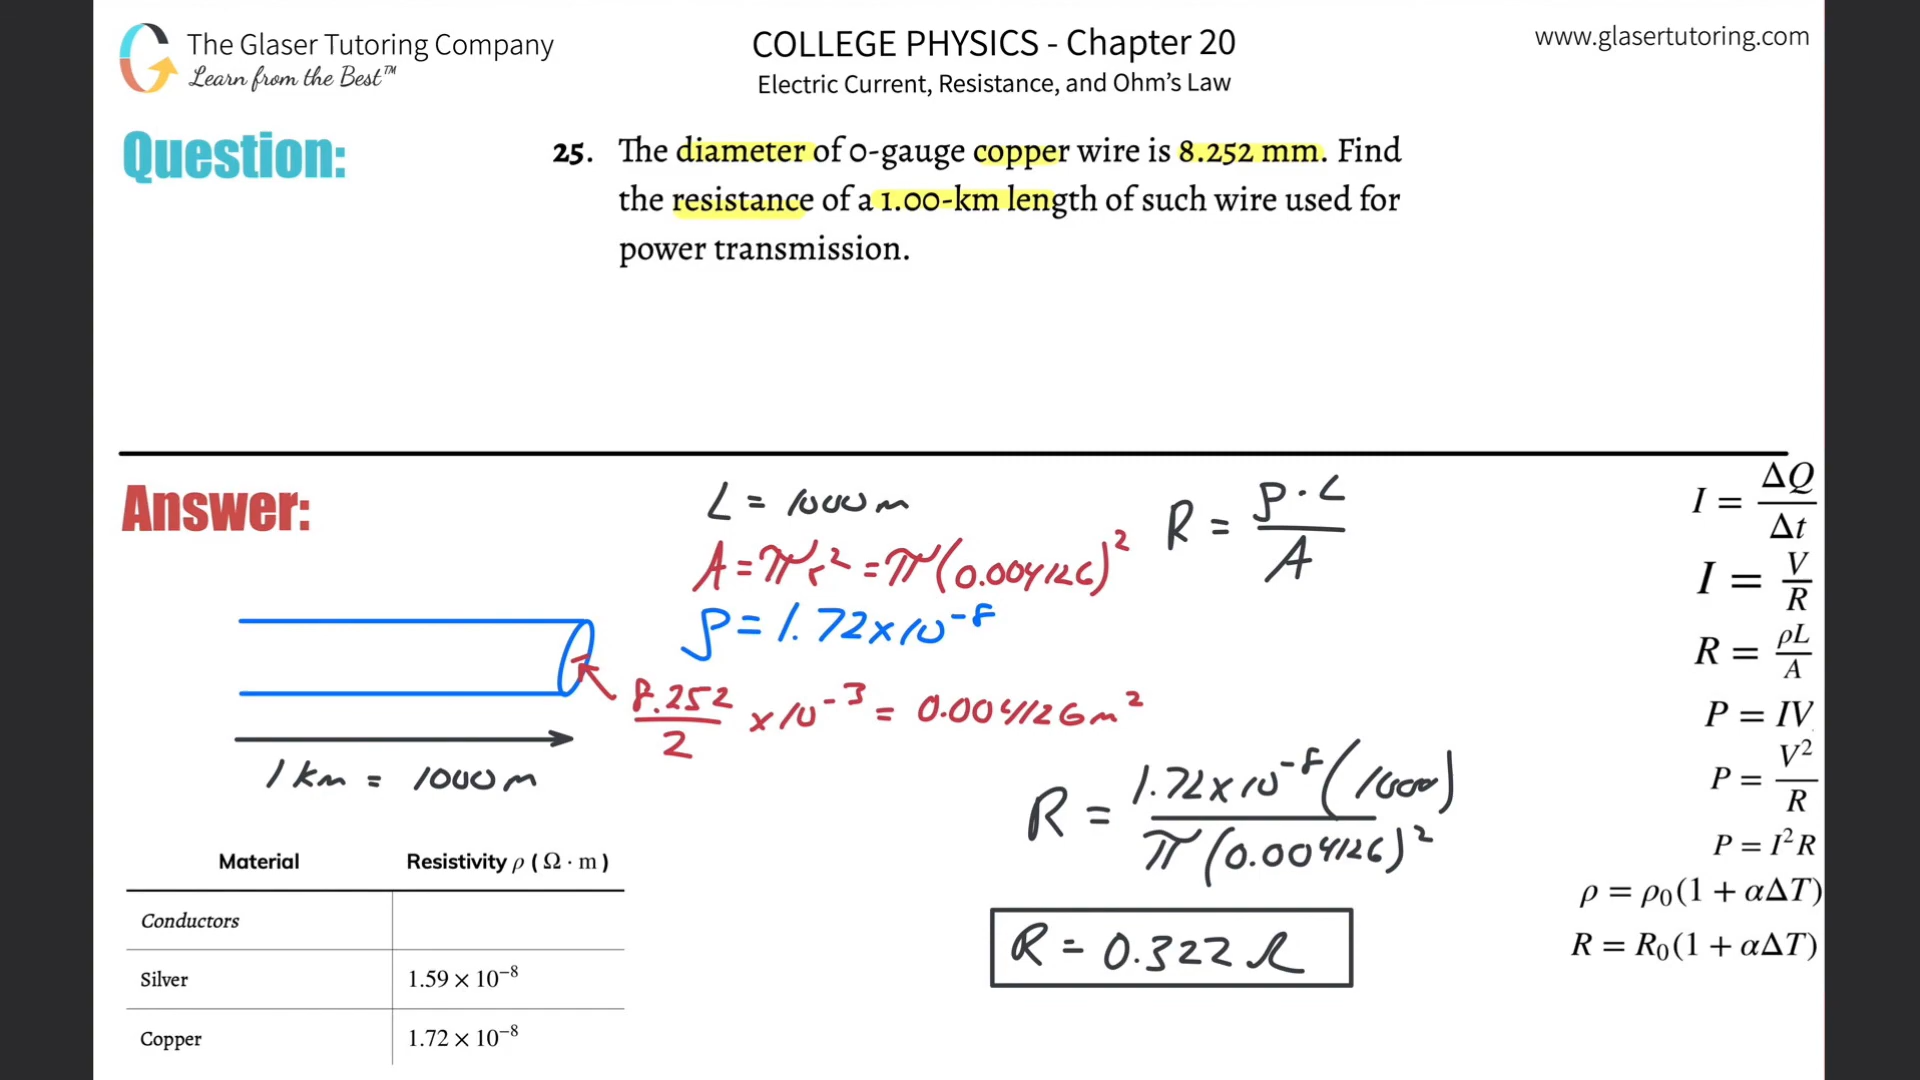 The Glaser Tutoring Company
Learn from the Best™
COLLEGE PHYSICS - Chapter 20
Electric Current, Resistance, and Ohm's Law
www.glasertutoring.com
Question:
25. The diameter of 0-gauge copper wire is 8.252 mm. Find
the resistance of a 1.00-km length of such wire used for
power transmission.
Answer:
L = 1000 m
A = πr² = π(0.004126)²
ρ = 1.72 x 10⁻⁸
8.252/2 x 10⁻³ = 0.004126 m²
1 km = 1000 m
R = ρ · L / A
R = 1.72 x 10⁻⁸ (1000) / π(0.004126)²
R = 0.322 Ω
Material Resistivity ρ ( Ω · m )
Conductors
Silver 1.59 × 10⁻⁸
Copper 1.72 × 10⁻⁸
I = ΔQ / Δt
I = V / R
R = ρL / A
P = IV
P = V² / R
P = I²R
ρ = ρ₀(1 + αΔT)
R = R₀(1 + αΔT)